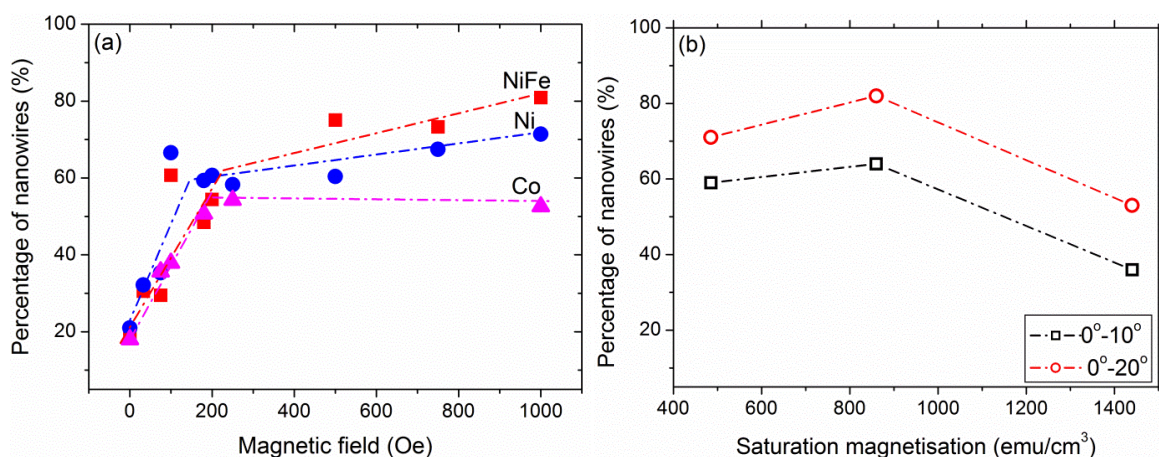 (a)
NiFe
Ni
Co
100
80
60
40
20
0
200
400
600
800
1000
Percentage of nanowires (%)
Magnetic field (Oe)
(b)
100
80
60
40
20
400
600
800
1000
1200
1400
Percentage of nanowires (%)
Saturation magnetisation (emu/cm³)
0°-10°
0°-20°